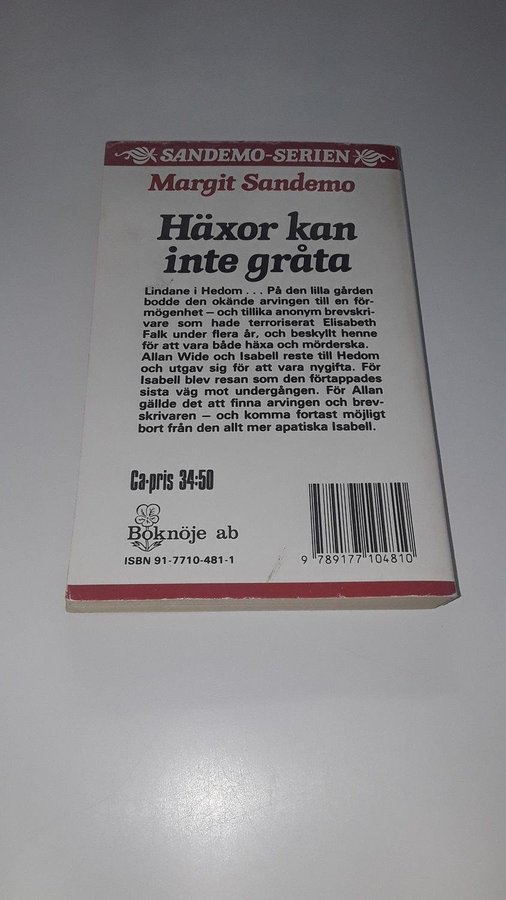 SANDEMO-SERIEN
Margit Sandemo
Häxor kan
inte gråta
Lindane i Hedom . . . På den lilla gården
bodde den okände arvingen till en för-
mögenhet – och tillika anonym brevskri-
vare som hade terroriserat Elisabeth
Falk under flera år, och beskyllt henne
för att vara både häxa och mörderska.
Allan Wide och Isabell reste till Hedom
och utgav sig för att vara nygifta. För
Isabell blev resan som den förtappades
sista väg mot undergången. För Allan
gällde det att finna arvingen och brev-
skrivaren – och komma fortast möjligt
bort från den allt mer apatiska Isabell.
Ca-pris 34:50
Boknöje ab
ISBN 91-7710-481-1
9 789177 104810